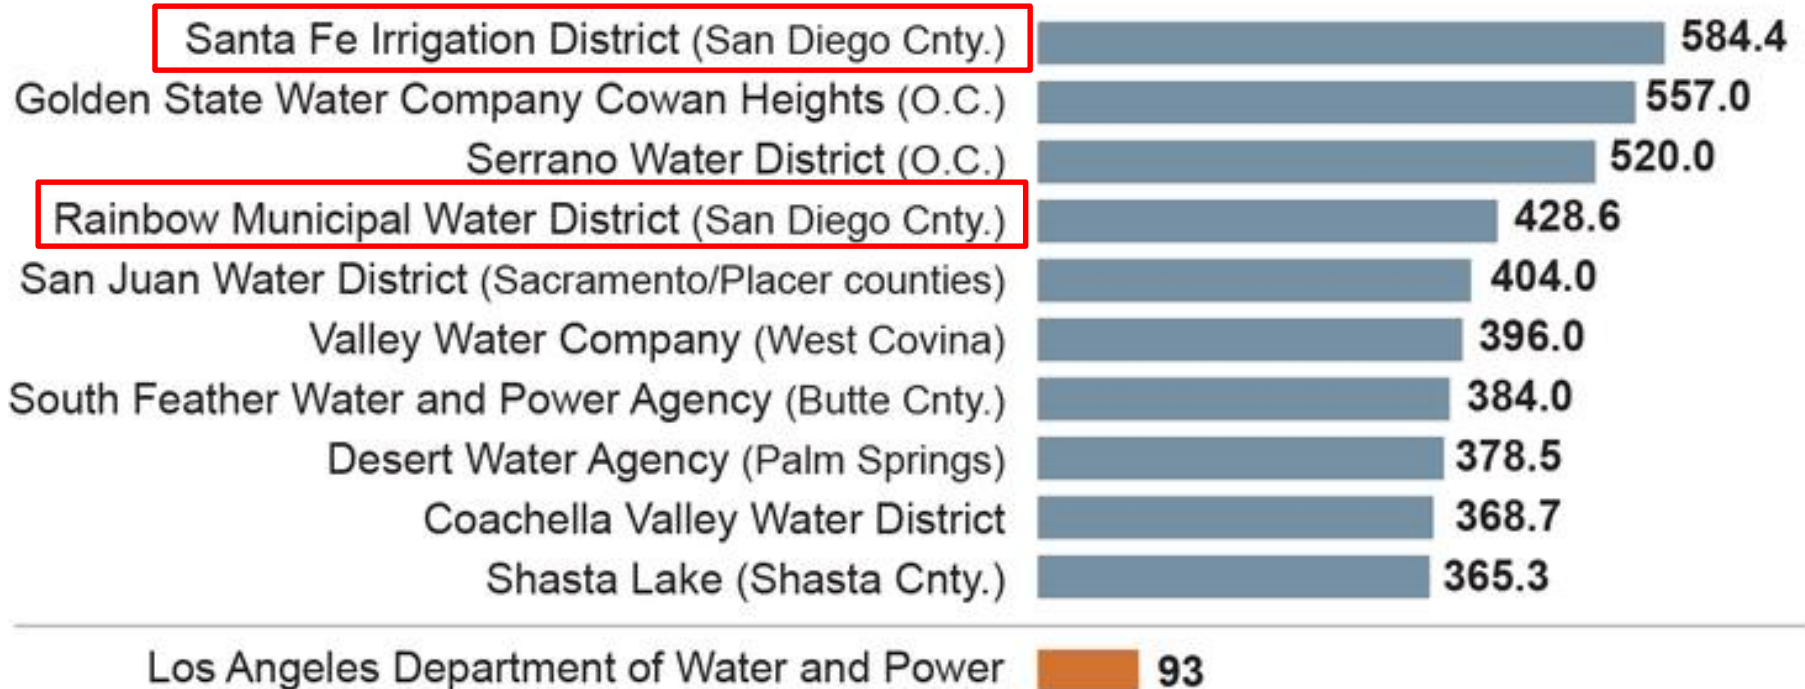 Santa Fe Irrigation District (San Diego Cnty.) 584.4
Golden State Water Company Cowan Heights (O.C.) 557.0
Serrano Water District (O.C.) 520.0
Rainbow Municipal Water District (San Diego Cnty.) 428.6
San Juan Water District (Sacramento/Placer counties) 404.0
Valley Water Company (West Covina) 396.0
South Feather Water and Power Agency (Butte Cnty.) 384.0
Desert Water Agency (Palm Springs) 378.5
Coachella Valley Water District 368.7
Shasta Lake (Shasta Cnty.) 365.3
Los Angeles Department of Water and Power 93